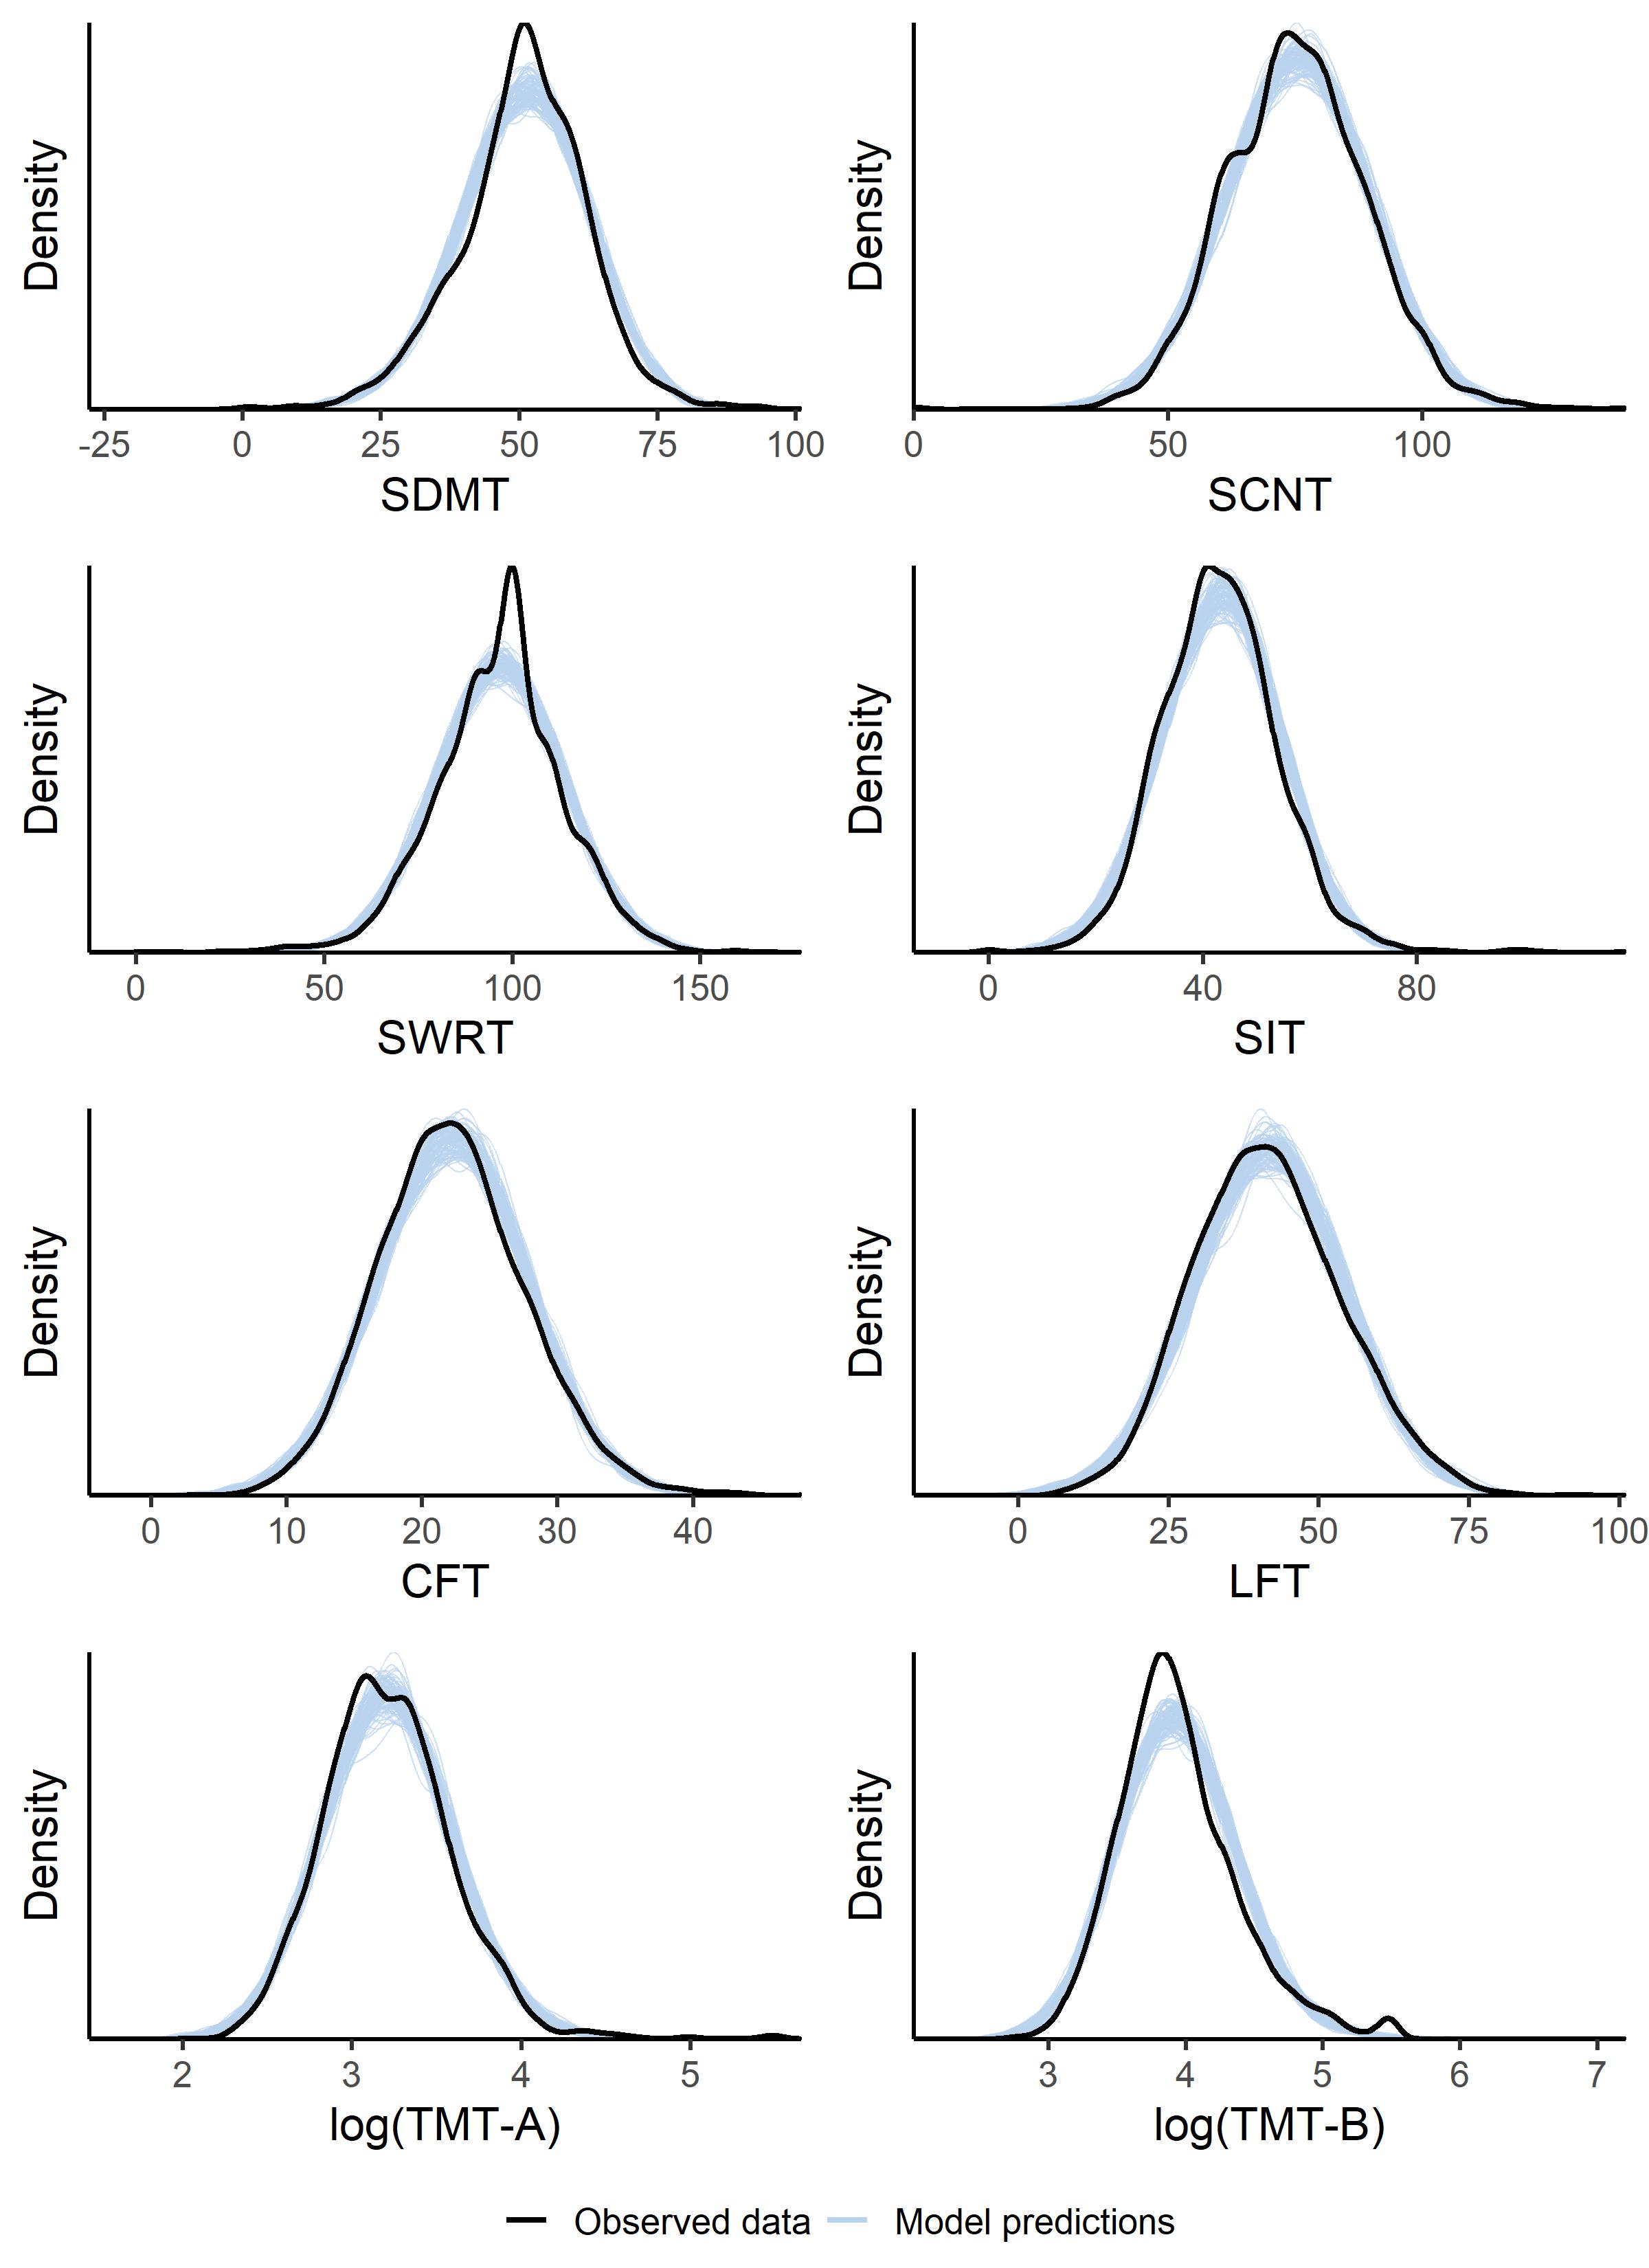 Density
-25 0 25 50 75 100
SDMT
Density
0 50 100
SCNT
Density
0 50 100 150
SWRT
Density
0 40 80
SIT
Density
0 10 20 30 40
CFT
Density
0 25 50 75 100
LFT
Density
2 3 4 5
log(TMT-A)
Density
3 4 5 6 7
log(TMT-B)
Observed data Model predictions